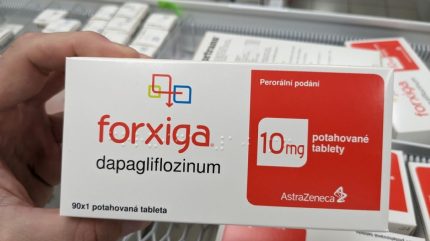 Perorální podání
forxiga
10mg
potahované
tablety
dapagliflozinum
90x1 potahovaná tableta
AstraZeneca